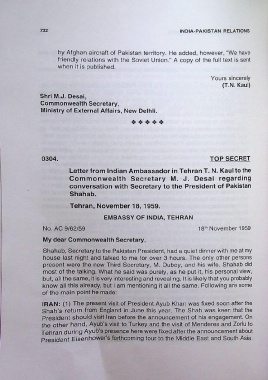 732 INDIA-PAKISTAN RELATIONS
by Afghan aircraft of Pakistan territory. He added, however, "We have
friendly relations with the Soviet Union." A copy of the full text is sent
when it is published.
Yours sincerely
(T.N. Kaul)
Shri M.J. Desai,
Commonwealth Secretary,
Ministry of External Affairs, New Delhi.
* * * * *
0304. TOP SECRET
Letter from Indian Ambassador in Tehran T. N. Kaul to the
Commonwealth Secretary M. J. Desai regarding
conversation with Secretary to the President of Pakistan
Shahab.
Tehran, November 18, 1959.
EMBASSY OF INDIA, TEHRAN
No. AC 9/62/59 18th November 1959
My dear Commonwealth Secretary,
Shahab, Secretary to the Pakistan President, had a quiet dinner with me at my
house last night and talked to me for over 3 hours. The only other persons
present were the new Third Secretary, Mr. Dubey, and his wife. Shahab did
most of the talking. What he said was purely, as he put it, his personal view,
but, all the same, it is very interesting and revealing. It is likely that you probably
know all this already, but I am mentioning it all the same. Following are some
of the main point he made:
IRAN: (1) The present visit of President Ayub Khan was fixed soon after the
Shah's return from England in June this year. The Shah was keen that the
President should visit Iran before the announcement of his engagement. On
the other hand, Ayub's visit to Turkey and the visit of Menderes and Zorlu to
Tehran during Ayub's presence here were fixed after the announcement about
President Eisenhower's forthcoming tour to the Middle East and South Asia.